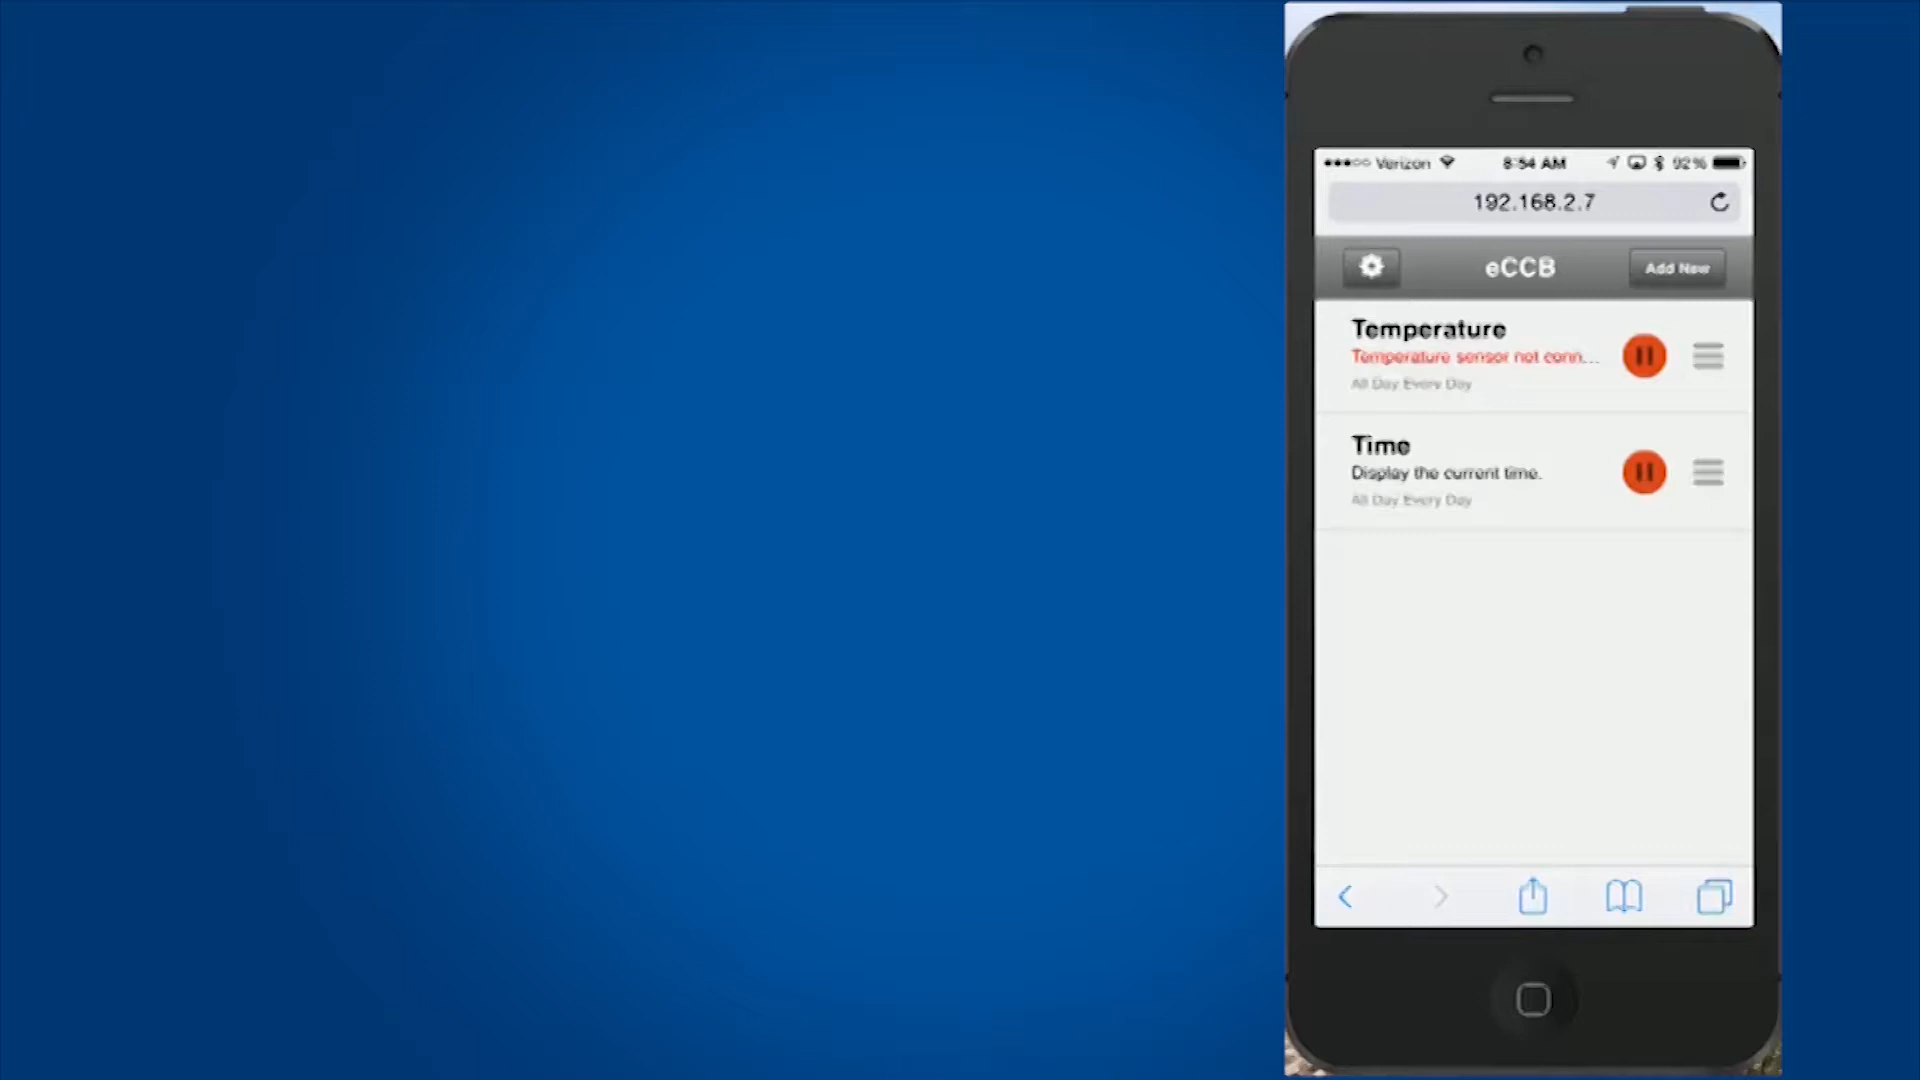 Verizon 8:54 AM 92%
192.168.2.7
eCCB
Add New
Temperature
Temperature sensor not conn...
All Day Every Day
Time
Display the current time.
All Day Every Day